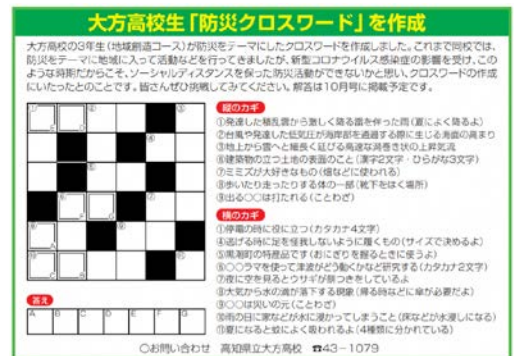 大方高校生「防災クロスワード」を作成
大方高校の3年生(地域創造コース)が防災をテーマにしたクロスワードを作成しました。これまで同校では、
防災をテーマに地域に入って活動などを行ってきましたが、新型コロナウイルス感染症の影響を受け、この
ような時期だからこそ、ソーシャルディスタンスを保った防災活動ができないかと思い、クロスワードの作成
にいたったとのことです。皆さんぜひ挑戦してみてください。解答は10月号に掲載予定です。
縦のカギ
①発達した積乱雲から激しく降る雷を伴った雨(夏によく降るよ)
②台風や発達した低気圧が海岸部を通過する際に生じる海面の高まり
③地上から雲へと細長く延びる高速な渦巻き状の上昇気流
⑥建築物の立つ土地の表面のこと(漢字2文字・ひらがな3文字)
⑦ミミズが大好きなもの(畑などに使われる)
⑧歩いたり走ったりする体の一部(靴下をはく場所)
⑨出る〇〇は打たれる(ことわざ)
横のカギ
①停電の時に役に立つ(カタカナ4文字)
④逃げる時に足を怪我しないように履くもの(サイズで決めるよ)
⑤黒潮町の特産品です(おにぎりを握るときに使うよ)
⑥〇〇ラマを使って津波がどう動くかなど研究する(カタカナ2文字)
⑦夜に空を見るとウサギが餅つきをしているよ
⑧大気から水の滴が落下する現象(帰る時などに傘が必要だよ)
⑨〇〇は災いの元(ことわざ)
⑩雨の日に家などが水に浸かってしまうこと(床などが水浸しになる)
⑪夏になると蚊によく吸われるよ(4種類に分かれている)
答え
A B C D E F G
〇お問い合わせ 高知県立大方高校 ☎43-1079